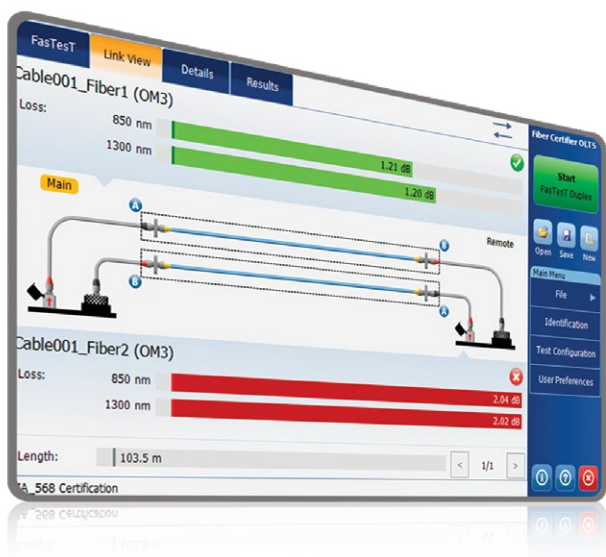 FasTesT
Link View
Details
Results
Cable001_Fiber1 (OM3)
Loss:
850 nm
1.21 dB
1300 nm
1.20 dB
Main
A
B
Remote
B
A
Cable001_Fiber2 (OM3)
Loss:
850 nm
2.04 dB
1300 nm
2.02 dB
Length:
103.5 m
< 1/1 >
IA_568 Certification
Fiber Certifier OLTS
Start
FasTesT Duplex
Open Save New
Main Menu
File
Identification
Test Configuration
User Preferences